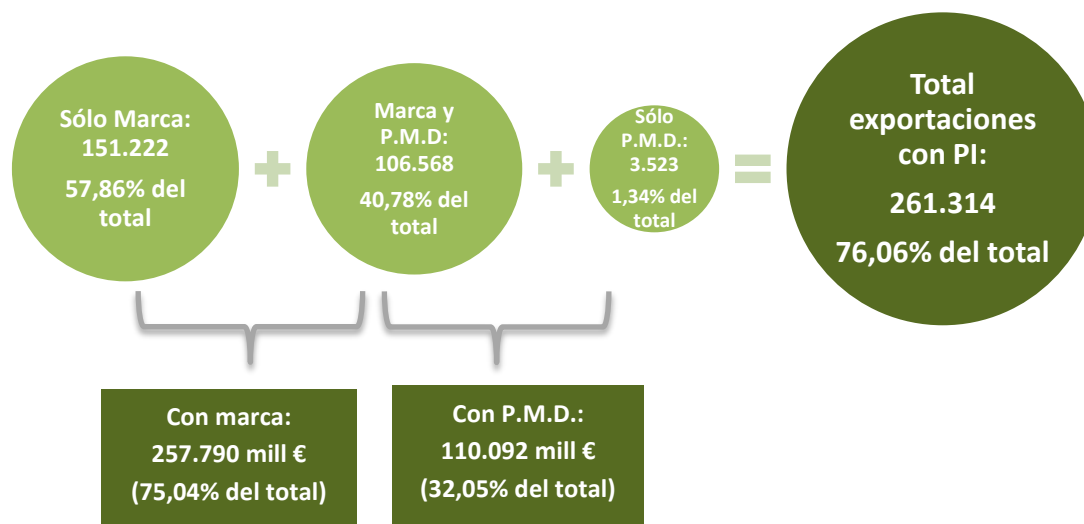 Sólo Marca:
151.222
57,86% del
total
Marca y
P.M.D:
106.568
40,78% del
total
Sólo
P.M.D.:
3.523
1,34% del
total
Total
exportaciones
con PI:
261.314
76,06% del total
Con marca:
257.790 mill €
(75,04% del total)
Con P.M.D.:
110.092 mill €
(32,05% del total)